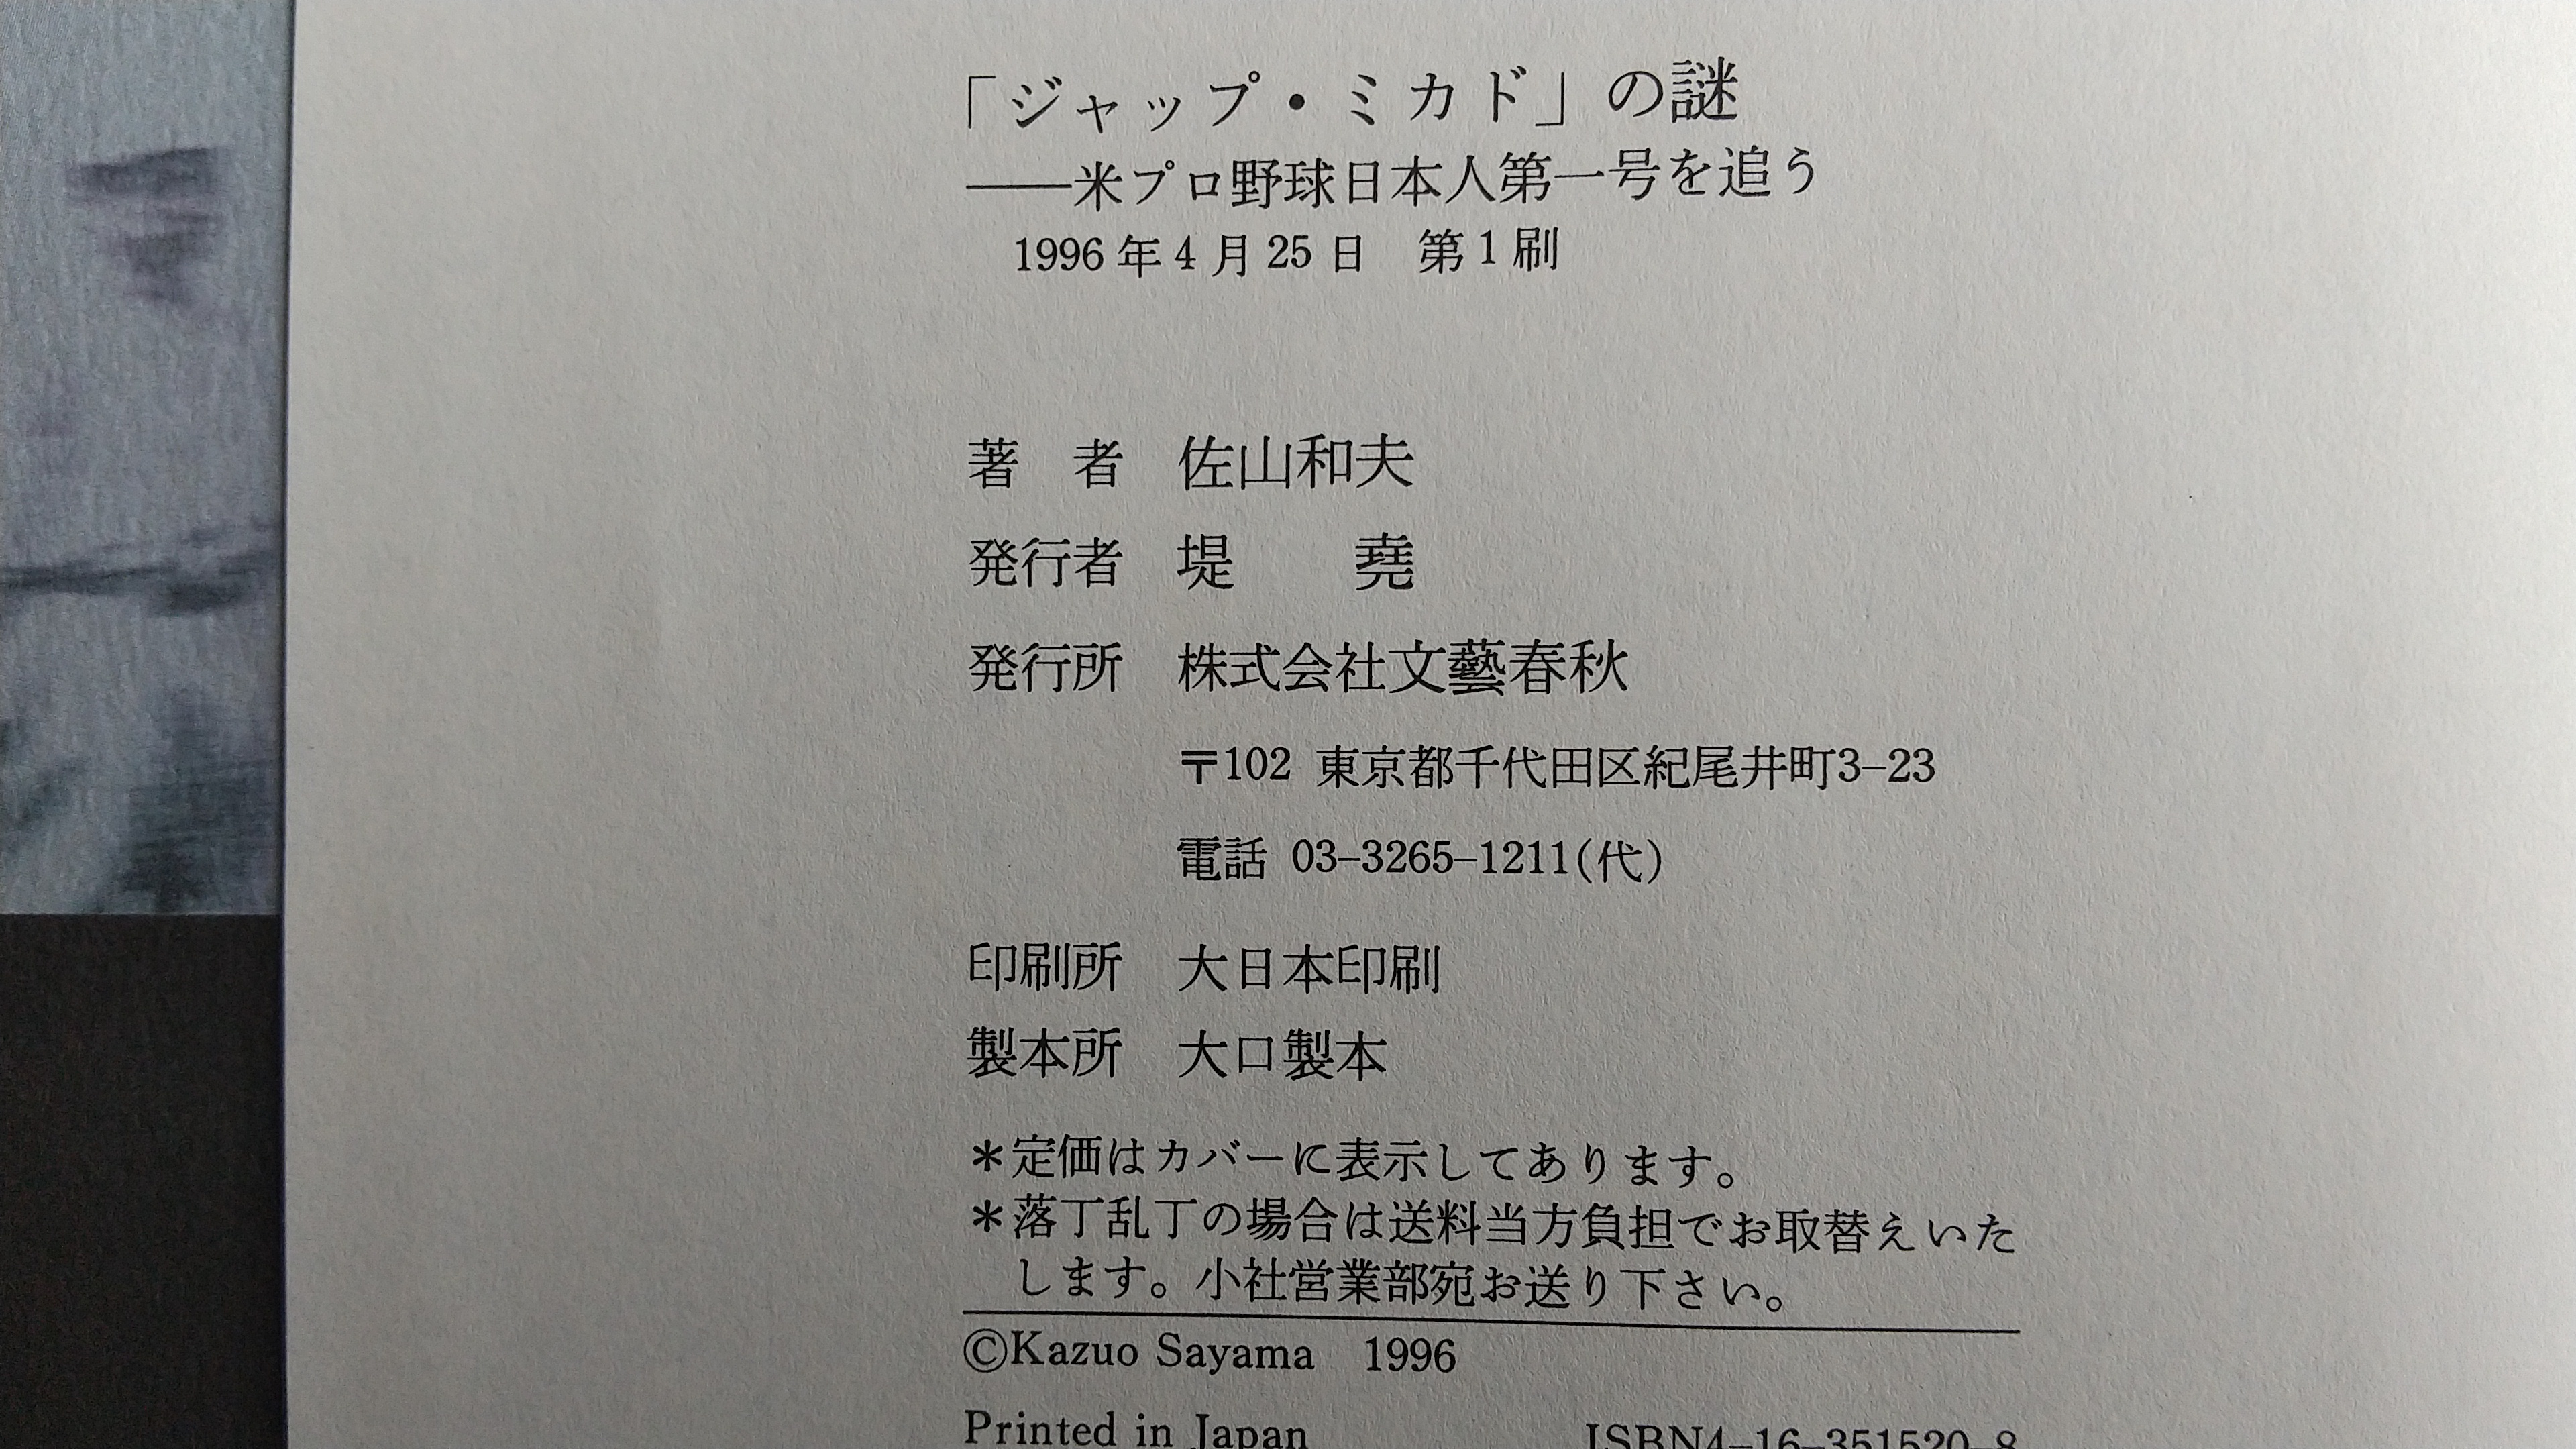 「ジャップ・ミカド」の謎
——米プロ野球日本人第一号を追う
1996年4月25日　第1刷
著　者　佐山和夫
発行者　堤　　堯
発行所　株式会社文藝春秋
〒102 東京都千代田区紀尾井町3−23
電話 03−3265−1211(代)
印刷所　大日本印刷
製本所　大口製本
＊定価はカバーに表示してあります。
＊落丁乱丁の場合は送料当方負担でお取替えいた
します。小社営業部宛お送り下さい。
©Kazuo Sayama　1996
Printed in Japan　ISBN4−16−351520−8